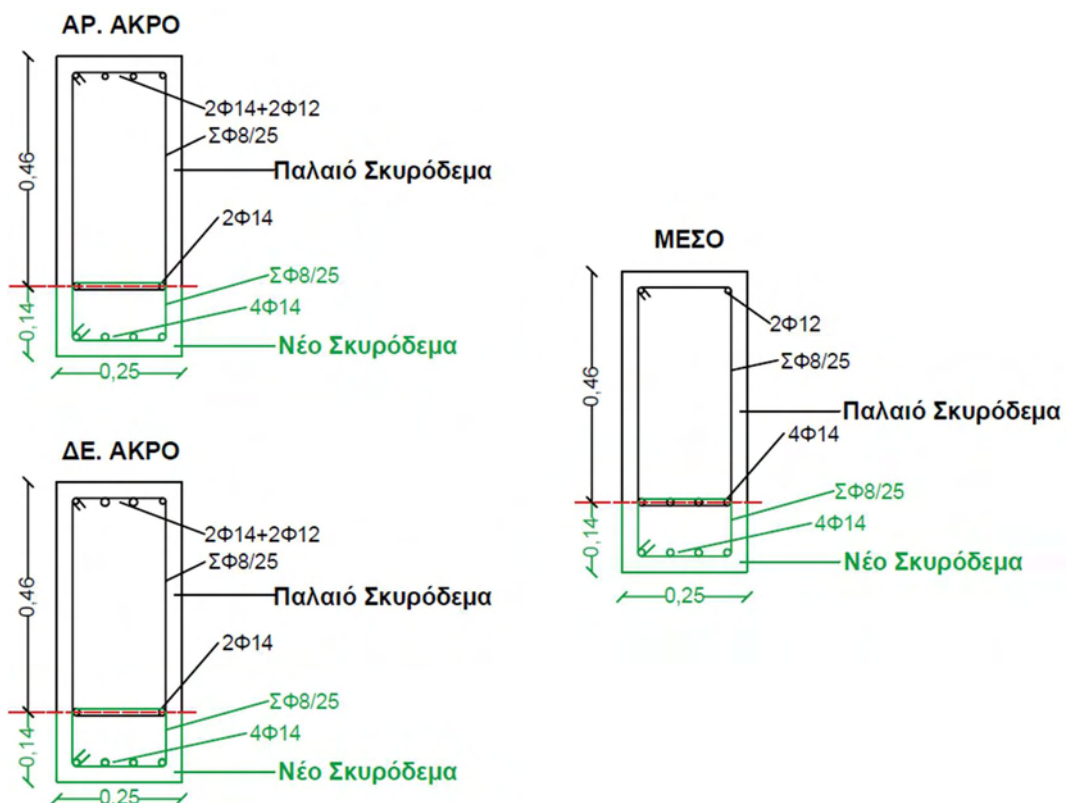 ΑΡ. ΑΚΡΟ
2Φ14+2Φ12
ΣΦ8/25
0,46
Παλαιό Σκυρόδεμα
2Φ14
ΣΦ8/25
4Φ14
0,14
Νέο Σκυρόδεμα
0,25
ΔΕ. ΑΚΡΟ
2Φ14+2Φ12
ΣΦ8/25
0,46
Παλαιό Σκυρόδεμα
2Φ14
ΣΦ8/25
4Φ14
0,14
Νέο Σκυρόδεμα
0,25
ΜΕΣΟ
2Φ12
ΣΦ8/25
0,46
Παλαιό Σκυρόδεμα
4Φ14
ΣΦ8/25
4Φ14
0,14
Νέο Σκυρόδεμα
0,25